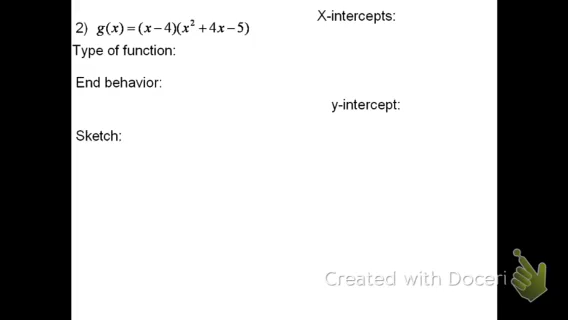 2) g(x) = (x − 4)(x² + 4x − 5)
X-intercepts:
Type of function:
End behavior:
y-intercept:
Sketch:
Created with Doceri